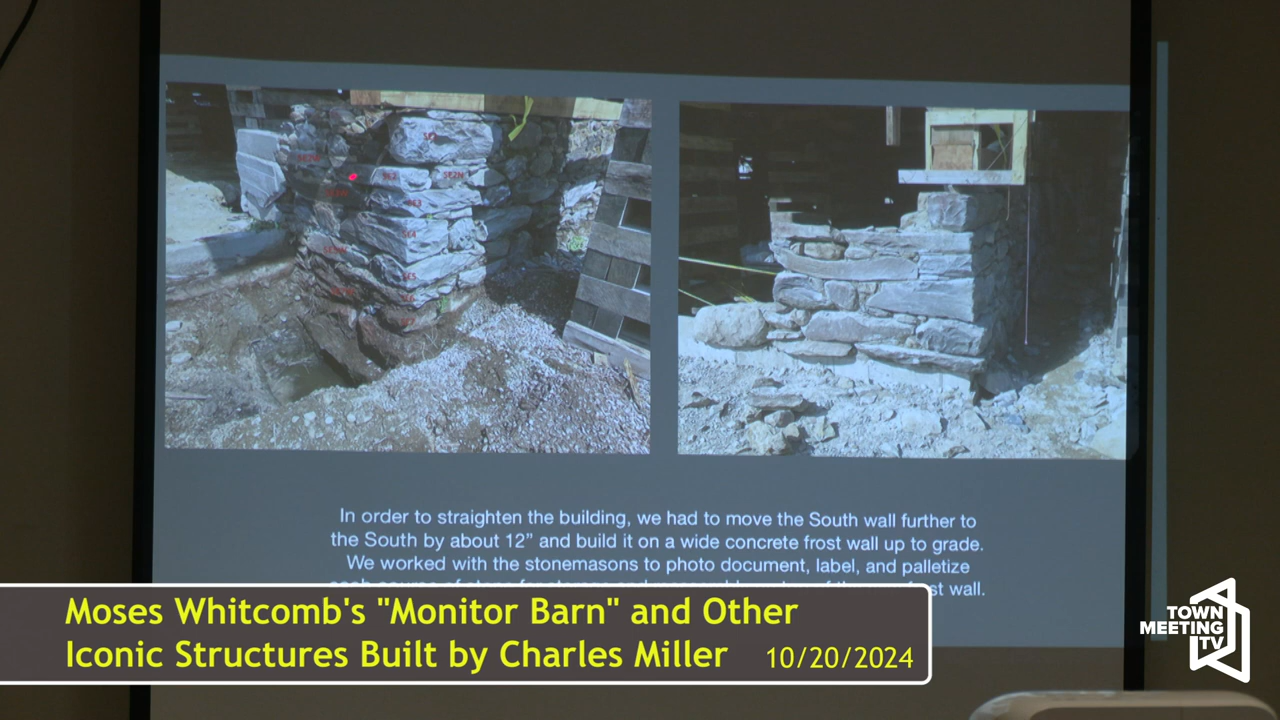 SE2
SE2N
In order to straighten the building, we had to move the South wall further to
the South by about 12" and build it on a wide concrete frost wall up to grade.
We worked with the stonemasons to photo document, label, and palletize
st wall.
Moses Whitcomb's "Monitor Barn" and Other
Iconic Structures Built by Charles Miller 10/20/2024
TOWN
MEETING
TV